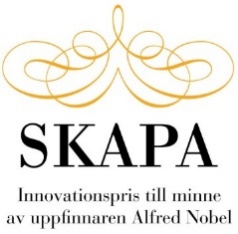 SKAPA
Innovationspris till minne
av uppfinnaren Alfred Nobel